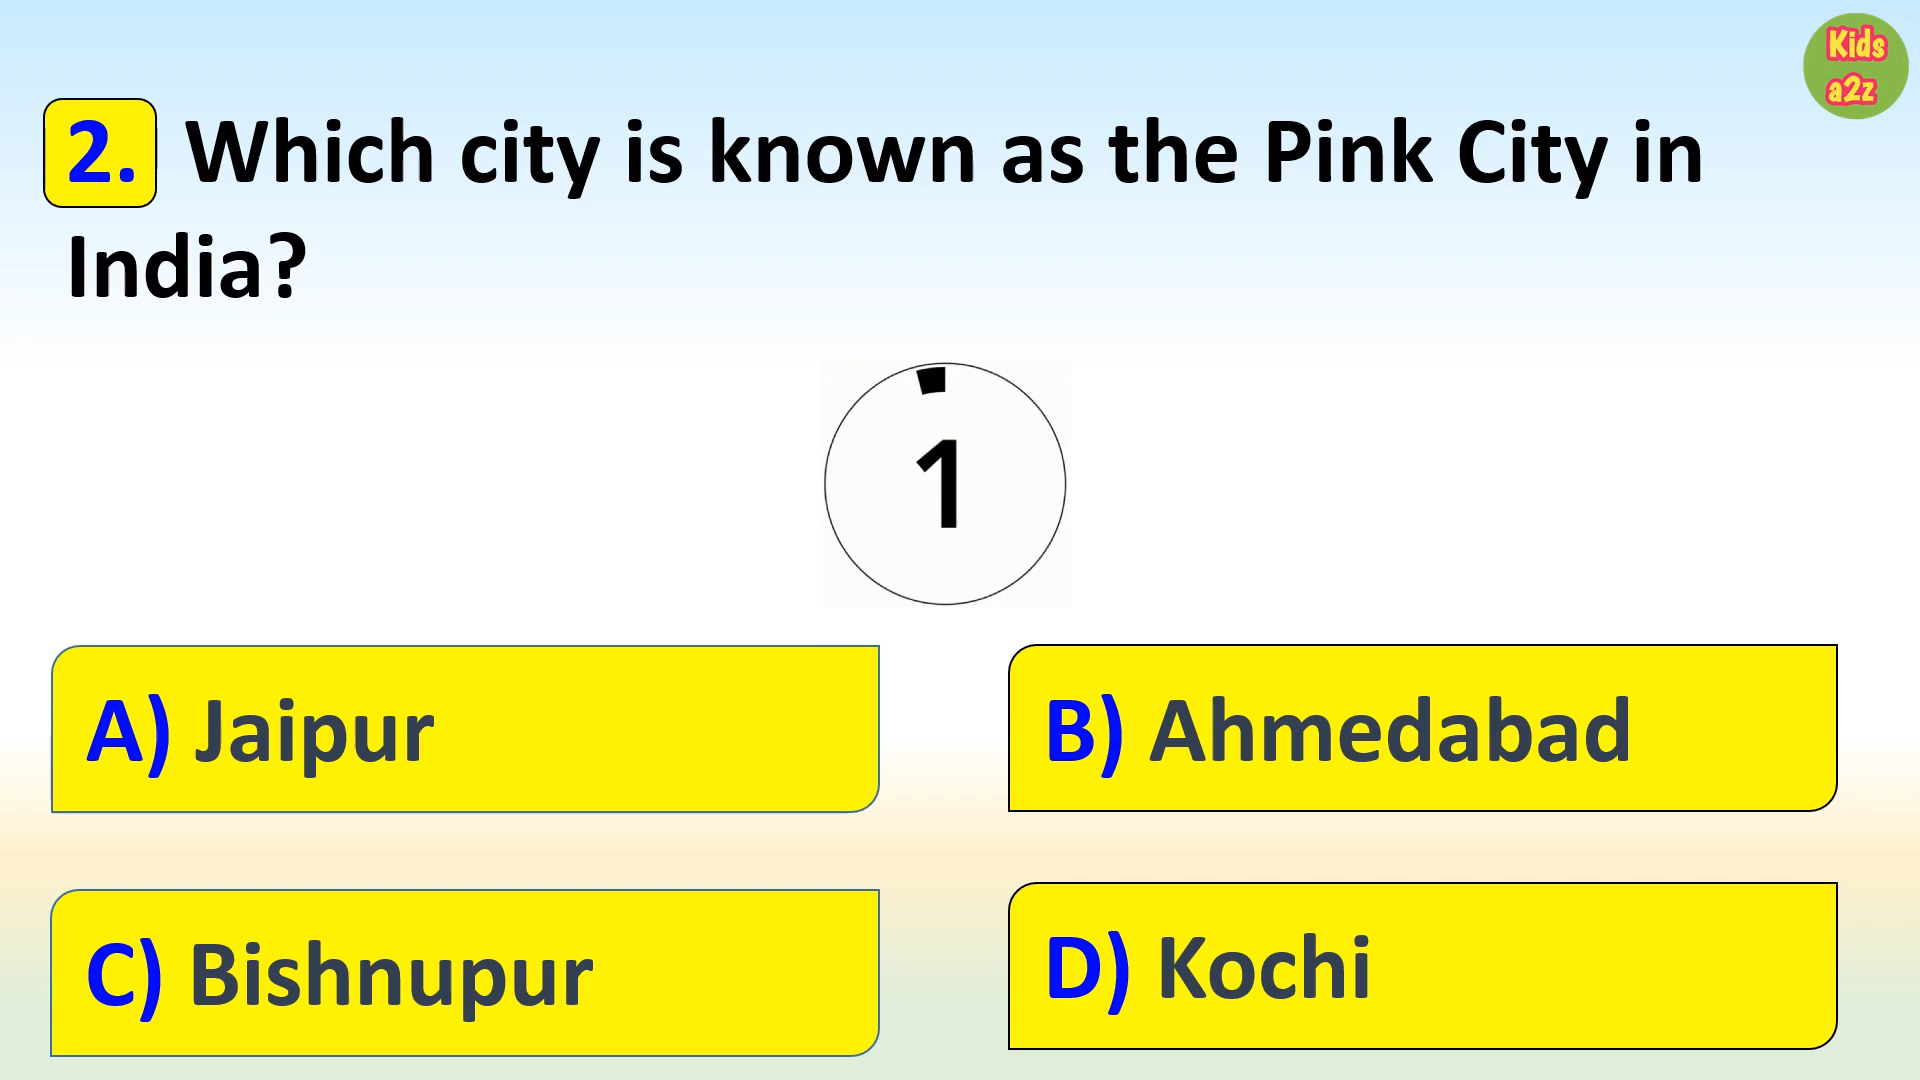 Kids
a2z
2. Which city is known as the Pink City in
India?
1
A) Jaipur
B) Ahmedabad
C) Bishnupur
D) Kochi